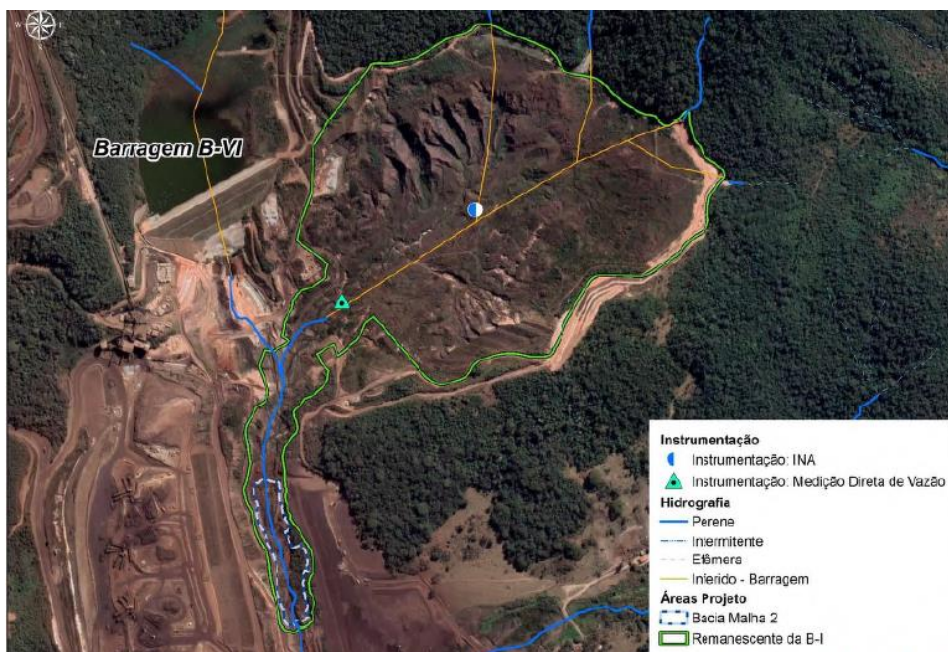 W E
S
Barragem B-VI
Instrumentação
Instrumentação: INA
Instrumentação: Medição Direta de Vazão
Hidrografia
Perene
Intermitente
Efêmera
Inferido - Barragem
Áreas Projeto
Bacia Malha 2
Remanescente da B-I